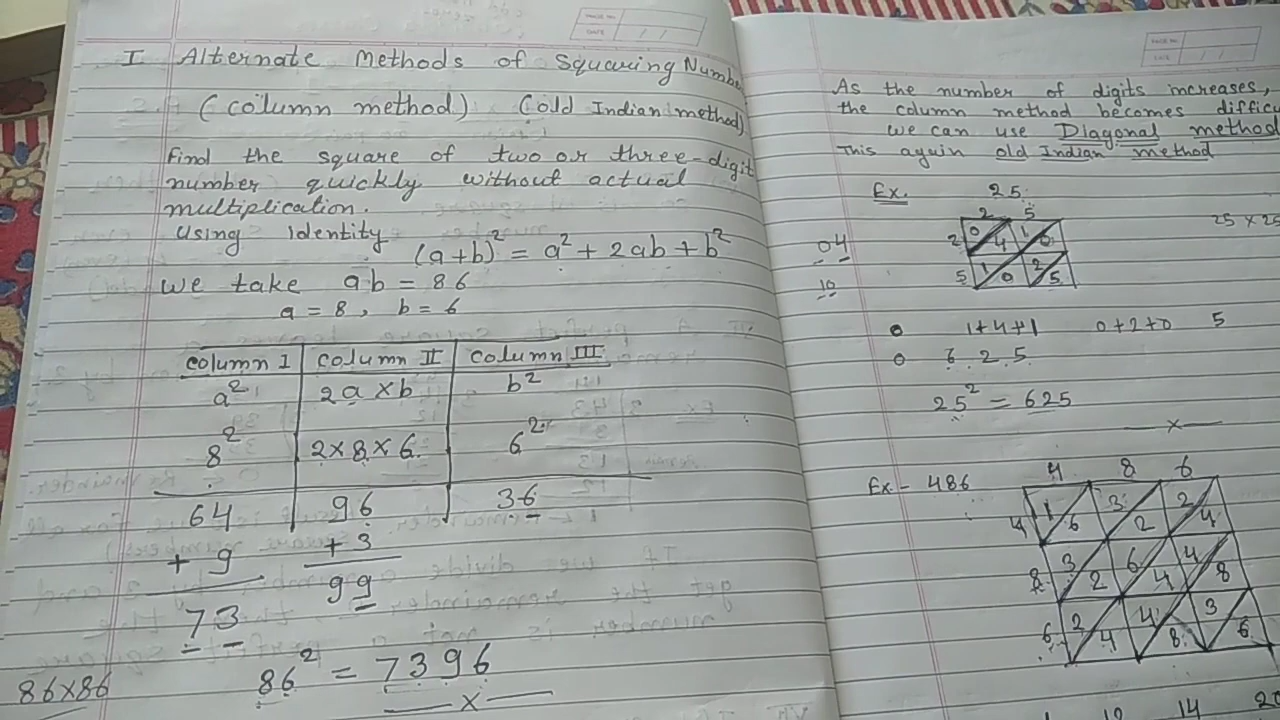 I Alternate Methods of Squaring
(column method) (old Indian method)
Find the square of two or three-digit
number quickly without actual
multiplication.
Using Identity
(a+b)² = a² + 2ab + b²
We take ab = 86
a = 8, b = 6
column I column II column III
a² 2a×b b²
8² 2×8×6 6²
64 96 36
+ 9 + 3
73 99
86² = 7396
x
86×86
As the number of digits increases,
the column method becomes
we can use Diagonal method
This again old Indian method
Ex. 25
2 5
2 0 4 1 0
04
5 1 0 2 5
10
1+4+1 0+2+0 5
6 2 5
25² = 625
x
Ex - 486
4 8 6
4 1 6 3 2 2 4
8 3 2 6 4 4 8
6 2 4 4 8 3 6
12 14